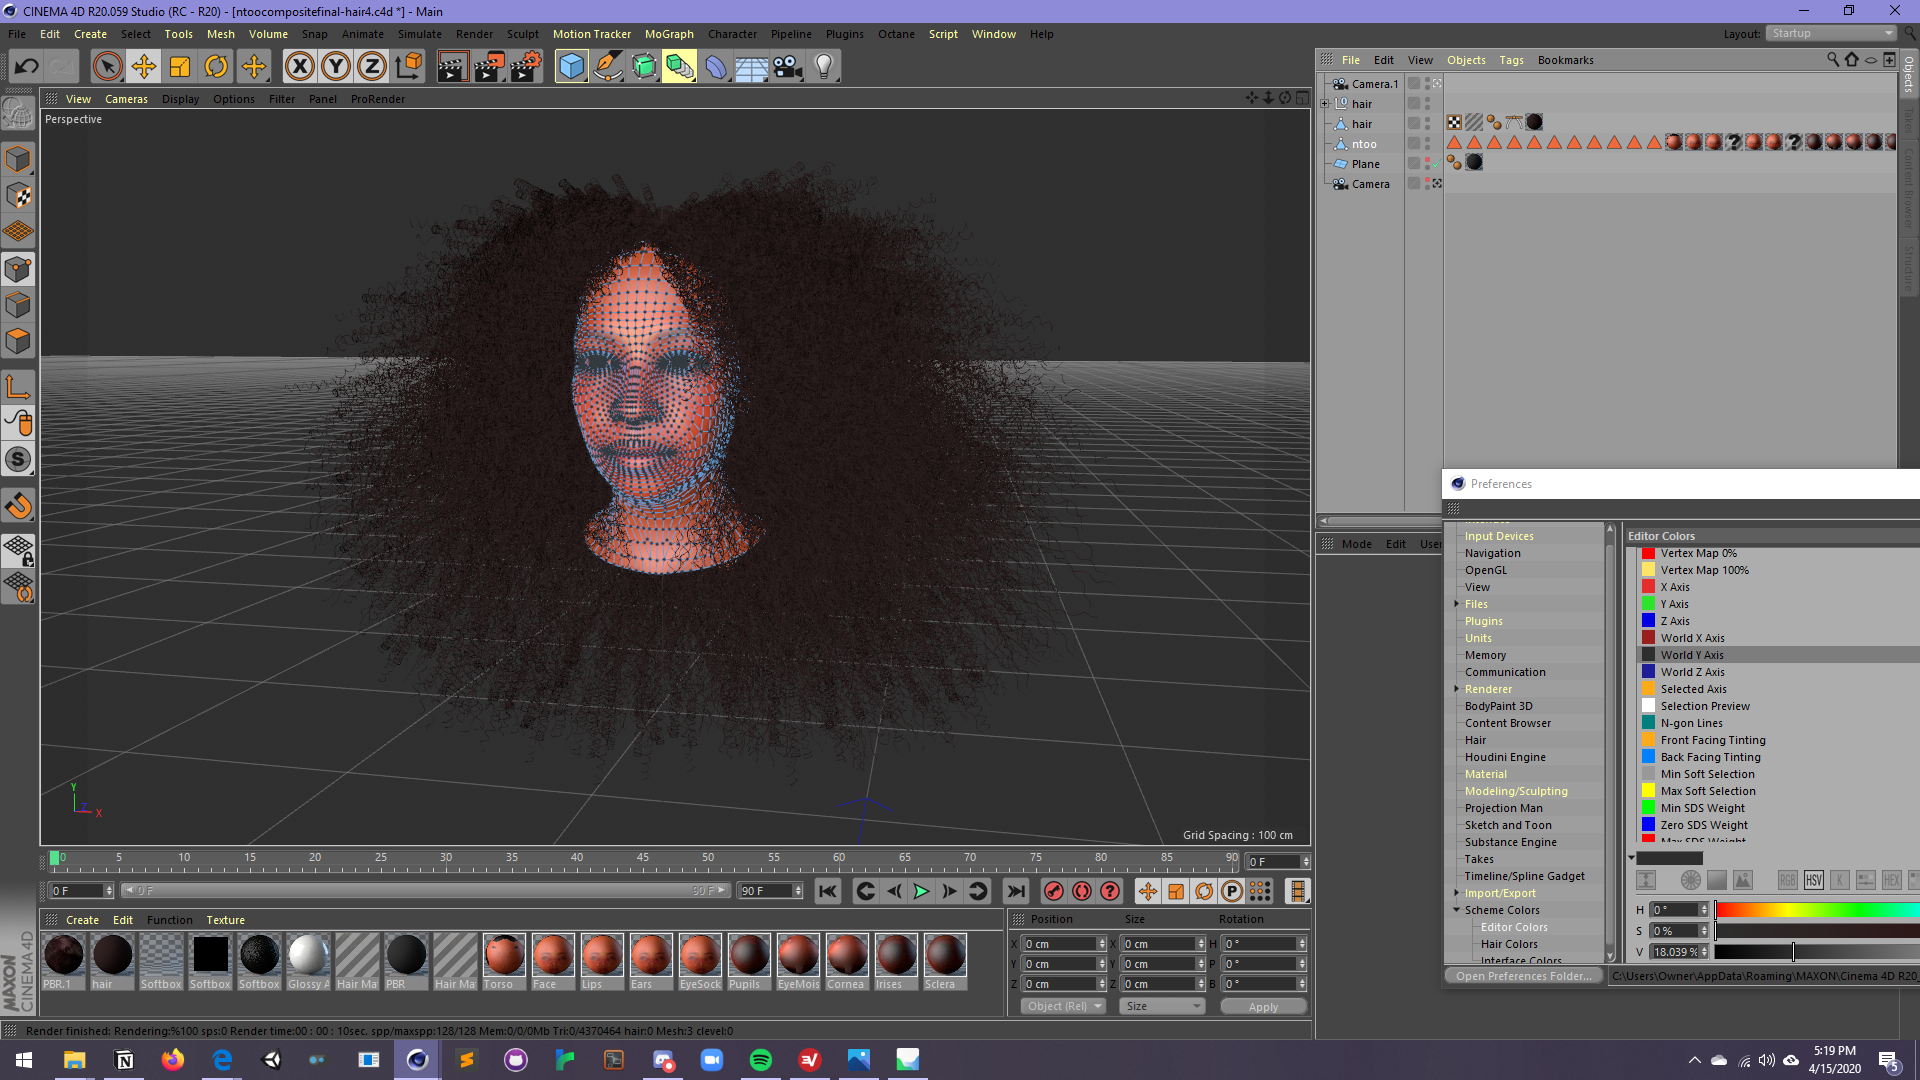 CINEMA 4D R20.059 Studio (RC - R20) - [ntoocompositefinal-hair4.c4d *] - Main
File Edit Create Select Tools Mesh Volume Snap Animate Simulate Render Sculpt Motion Tracker MoGraph Character Pipeline Plugins Octane Script Window Help
Layout: Startup
X Y Z
File Edit View Objects Tags Bookmarks
Objects
Takes
Content Browser
Structure
View Cameras Display Options Filter Panel ProRender
Perspective
Camera.1
hair
hair
ntoo
Plane
Camera
S
Y
Z
X
Grid Spacing : 100 cm
Mode Edit User
Preferences
Input Devices
Navigation
OpenGL
View
Files
Plugins
Units
Memory
Communication
Renderer
BodyPaint 3D
Content Browser
Hair
Houdini Engine
Material
Modeling/Sculpting
Projection Man
Sketch and Toon
Substance Engine
Takes
Timeline/Spline Gadget
Import/Export
Scheme Colors
Editor Colors
Hair Colors
Interface Colors
Open Preferences Folder...
Editor Colors
Vertex Map 0%
Vertex Map 100%
X Axis
Y Axis
Z Axis
World X Axis
World Y Axis
World Z Axis
Selected Axis
Selection Preview
N-gon Lines
Front Facing Tinting
Back Facing Tinting
Min Soft Selection
Max Soft Selection
Min SDS Weight
Zero SDS Weight
Max SDS Weight
RGB HSV K HEX
H 0 °
S 0 %
V 18.039 %
C:\Users\Owner\AppData\Roaming\MAXON\Cinema 4D R20_
0 5 10 15 20 25 30 35 40 45 50 55 60 65 70 75 80 85 90 0 F
0 F 0 F 90 F 90 F
P
Create Edit Function Texture
PBR.1 hair Softbox Softbox Softbox Glossy A Hair Ma PBR Hair Ma Torso Face Lips Ears EyeSock Pupils EyeMois Cornea Irises Sclera
Position Size Rotation
X 0 cm X 0 cm H 0 °
Y 0 cm Y 0 cm P 0 °
Z 0 cm Z 0 cm B 0 °
Object (Rel) Size Apply
MAXON CINEMA 4D
Render finished: Rendering:%100 sps:0 Render time:00 : 00 : 10sec. spp/maxspp:128/128 Mem:0/0/0Mb Tri:0/4370464 hair:0 Mesh:3 clevel:0
5:19 PM
4/15/2020
5